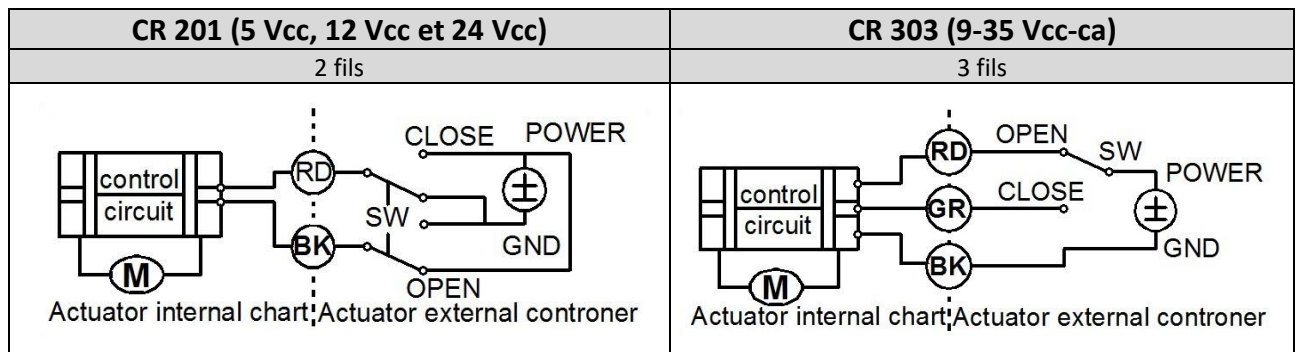 CR 201 (5 Vcc, 12 Vcc et 24 Vcc)
2 fils
CLOSE POWER
RD
control
circuit
SW
BK
GND
M
OPEN
Actuator internal chart Actuator external controner
CR 303 (9-35 Vcc-ca)
3 fils
OPEN
RD
SW
POWER
control
circuit
GR
CLOSE
GND
BK
M
Actuator internal chart Actuator external controner